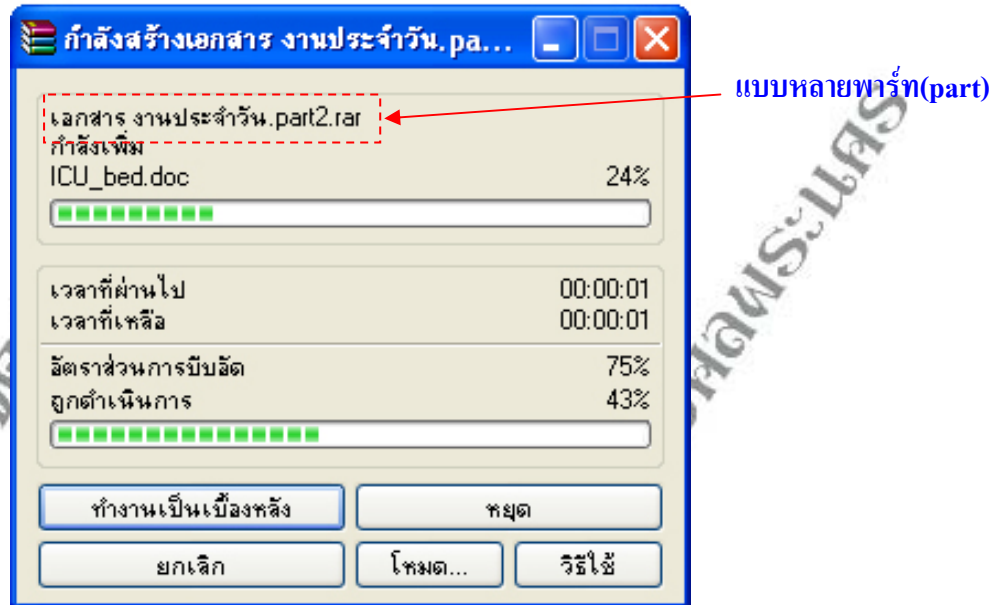 กำลังสร้างเอกสาร งานประจำวัน.pa...
แบบหลายพาร์ท(part)
เอกสาร งานประจำวัน.part2.rar
กำลังเพิ่ม
ICU_bed.doc 24%
เวลาที่ผ่านไป 00:00:01
เวลาที่เหลือ 00:00:01
อัตราส่วนการบีบอัด 75%
ถูกดำเนินการ 43%
ทำงานเป็นเบื้องหลัง หยุด
ยกเลิก โหมด... วิธีใช้